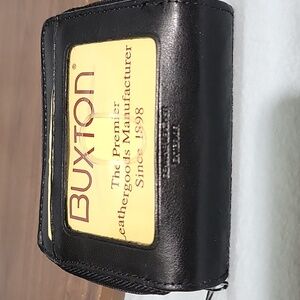 BUXTON®
The Premier
Leathergoods Manufacturer
Since 1898